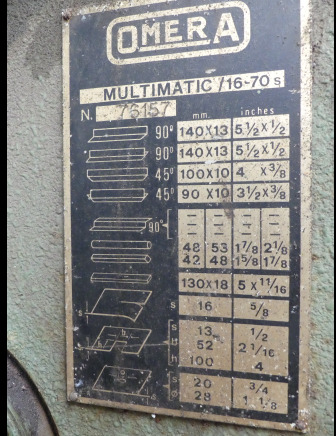 OMERA
MULTIMATIC/16-70 s
N. 76157
mm. inches
90° 140X13 5 1/2 x 1/2
90° 140X13 5 1/2 x 1/2
45° 100X10 4 x 3/8
45° 90 X10 3 1/2 x 3/8
90° — — — —
— — — —
48 53 1 7/8 2 1/8
42 48 1 5/8 1 7/8
130X18 5 x 11/16
s s 16 5/8
s 13 1/2
b 52 2 1/16
h 100 4
s 20 3/4
ø 28 1 1/8